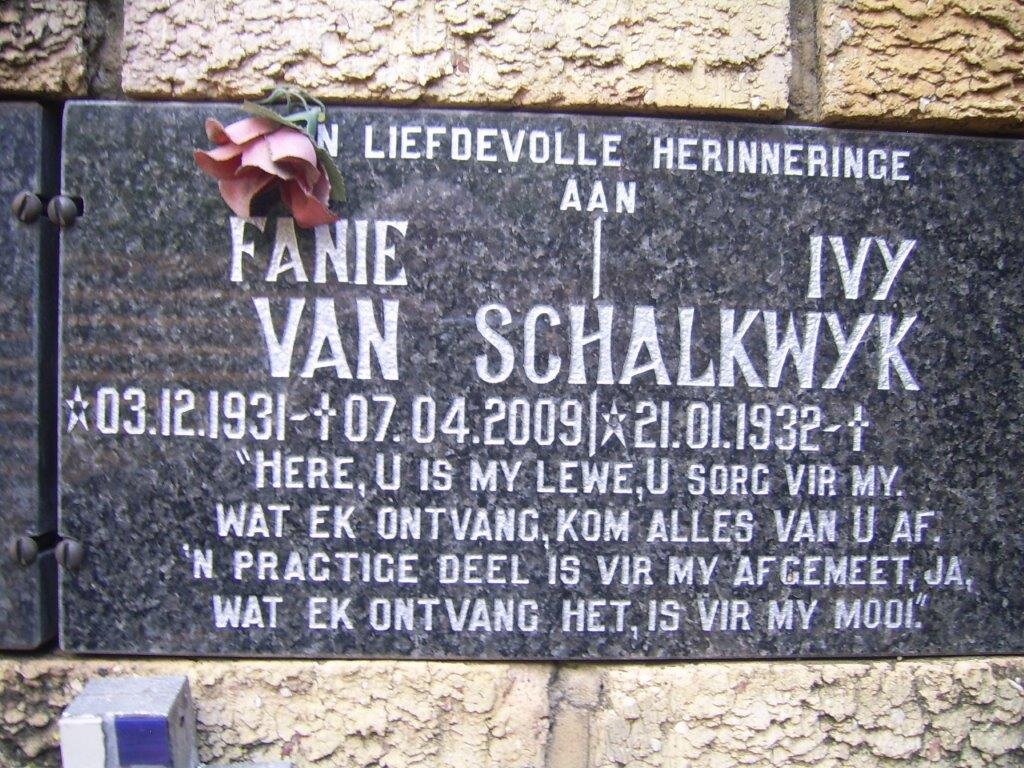 N LIEFDEVOLLE HERINNERINGE
AAN
FANIE IVY
VAN SCHALKWYK
☆03.12.1931-†07.04.2009|☆21.01.1932-†
"HERE, U IS MY LEWE, U SORG VIR MY.
WAT EK ONTVANG, KOM ALLES VAN U AF.
'N PRAGTIGE DEEL IS VIR MY AFGEMEET, JA,
WAT EK ONTVANG HET, IS VIR MY MOOI."